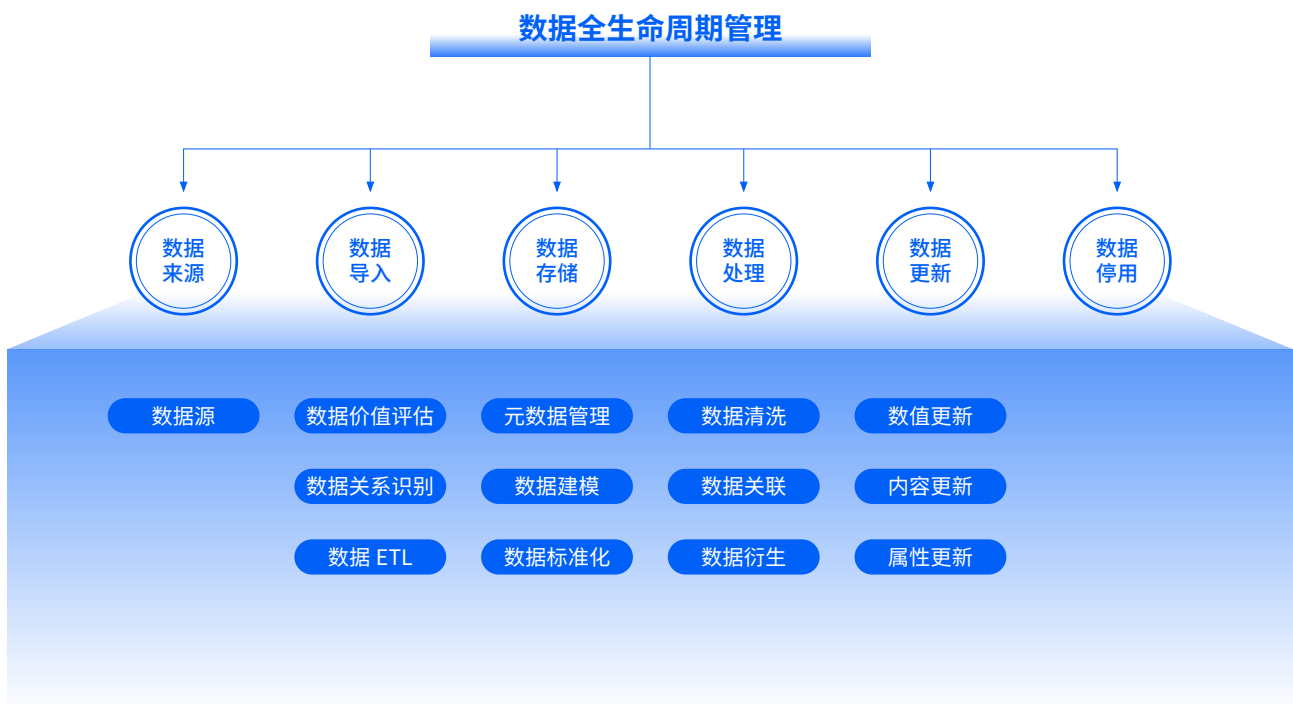 数据全生命周期管理
数据
来源
数据
导入
数据
存储
数据
处理
数据
更新
数据
停用
数据源
数据价值评估
元数据管理
数据清洗
数值更新
数据关系识别
数据建模
数据关联
内容更新
数据 ETL
数据标准化
数据衍生
属性更新